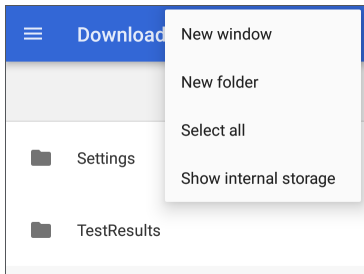 Download
New window
New folder
Select all
Show internal storage
Settings
TestResults